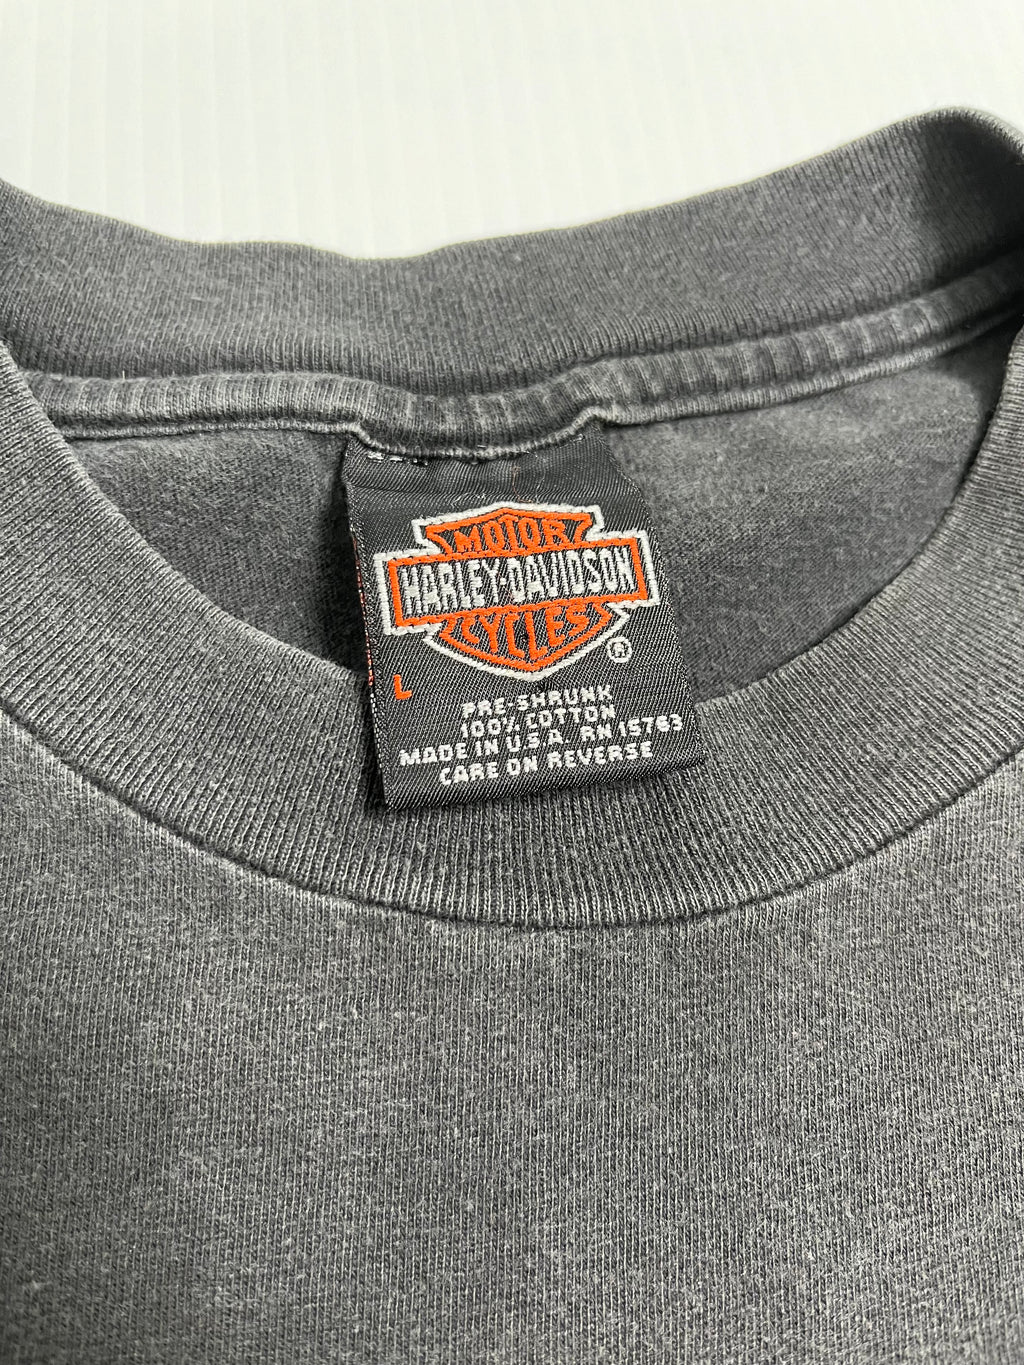 MOTOR
HARLEY-DAVIDSON
CYCLES
®
L
PRE-SHRUNK
100% COTTON
MADE IN U.S.A. RN 15763
CARE ON REVERSE